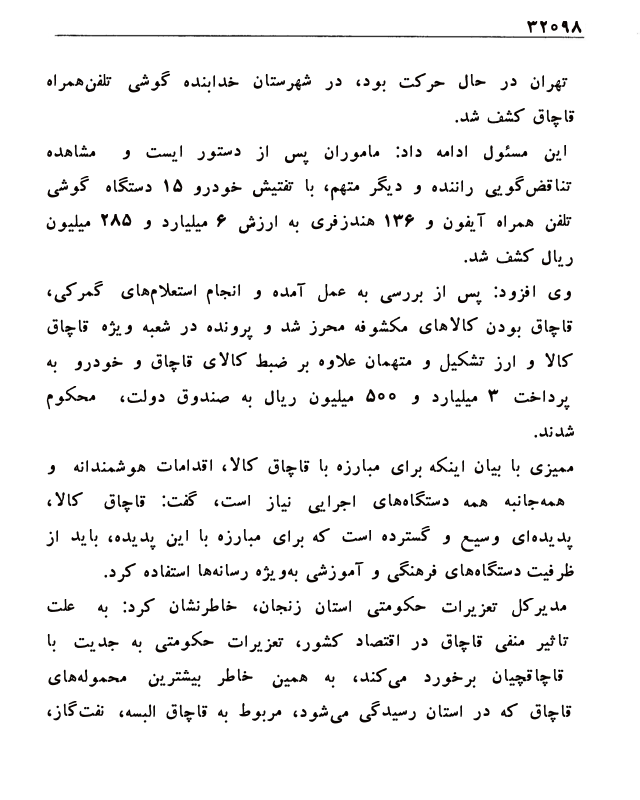 ۳۲۰۹۸
تهران در حال حرکت بود، در شهرستان خدابنده گوشی تلفن‌همراه
قاچاق کشف شد.
این مسئول ادامه داد: ماموران پس از دستور ایست و مشاهده
تناقض‌گویی راننده و دیگر متهم، با تفتیش خودرو ۱۵ دستگاه گوشی
تلفن همراه آیفون و ۱۳۶ هندزفری به ارزش ۶ میلیارد و ۲۸۵ میلیون
ریال کشف شد.
وی افزود: پس از بررسی به عمل آمده و انجام استعلام‌های گمرکی،
قاچاق بودن کالاهای مکشوفه محرز شد و پرونده در شعبه ویژه قاچاق
کالا و ارز تشکیل و متهمان علاوه بر ضبط کالای قاچاق و خودرو به
پرداخت ۳ میلیارد و ۵۰۰ میلیون ریال به صندوق دولت، محکوم
شدند.
ممیزی با بیان اینکه برای مبارزه با قاچاق کالا، اقدامات هوشمندانه و
همه‌جانبه همه دستگاه‌های اجرایی نیاز است، گفت: قاچاق کالا،
پدیده‌ای وسیع و گسترده است که برای مبارزه با این پدیده، باید از
ظرفیت دستگاه‌های فرهنگی و آموزشی به‌ویژه رسانه‌ها استفاده کرد.
مدیرکل تعزیرات حکومتی استان زنجان، خاطرنشان کرد: به علت
تاثیر منفی قاچاق در اقتصاد کشور، تعزیرات حکومتی به جدیت با
قاچاقچیان برخورد می‌کند، به همین خاطر بیشترین محموله‌های
قاچاق که در استان رسیدگی می‌شود، مربوط به قاچاق البسه، نفت‌گاز،